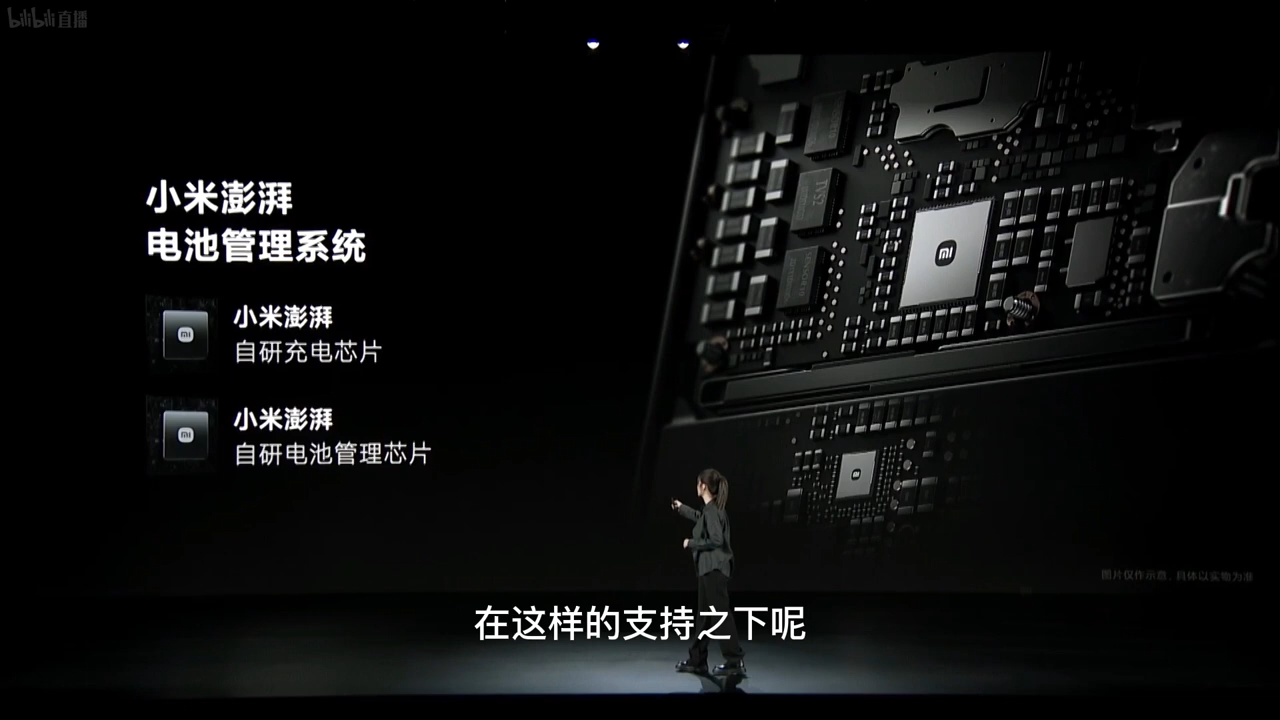 bilibili直播
小米澎湃
电池管理系统
小米澎湃
自研充电芯片
小米澎湃
自研电池管理芯片
TVS2
图片仅作示意，具体以实物为准
在这样的支持之下呢